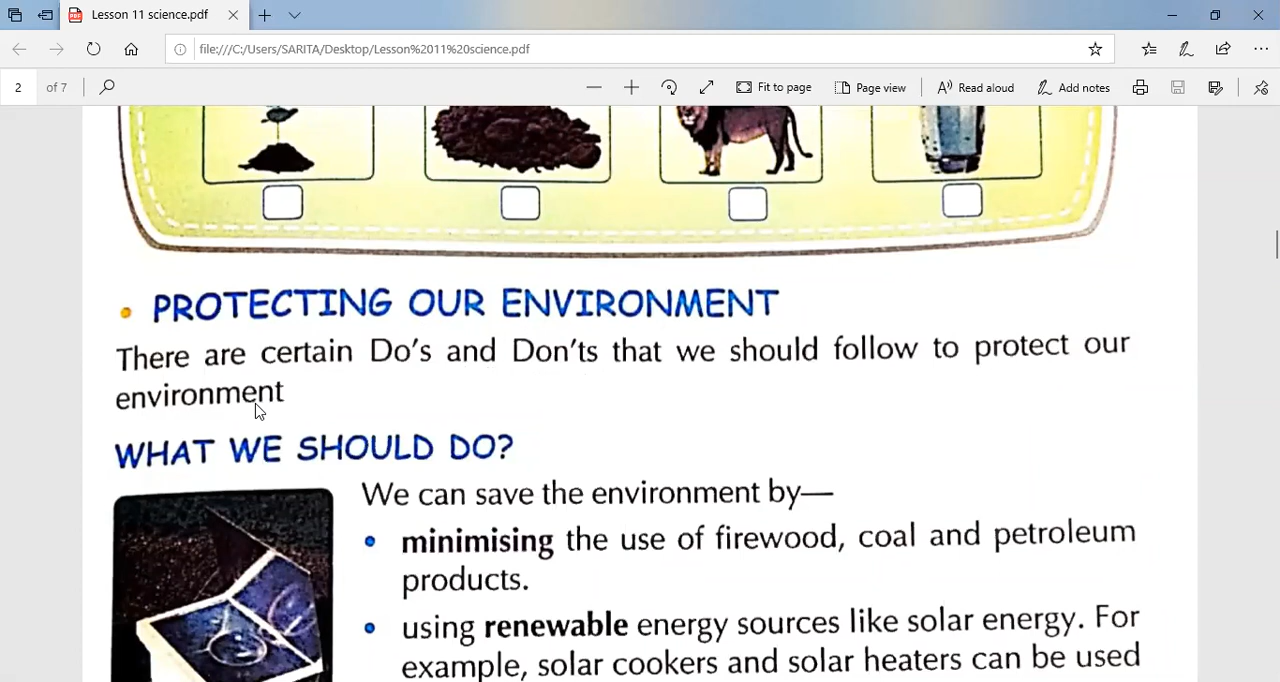 Lesson 11 science.pdf
file:///C:/Users/SARITA/Desktop/Lesson%2011%20science.pdf
2 of 7 Fit to page Page view Read aloud Add notes
• PROTECTING OUR ENVIRONMENT
There are certain Do's and Don'ts that we should follow to protect our
environment
WHAT WE SHOULD DO?
We can save the environment by—
• minimising the use of firewood, coal and petroleum
products.
• using renewable energy sources like solar energy. For
example, solar cookers and solar heaters can be used